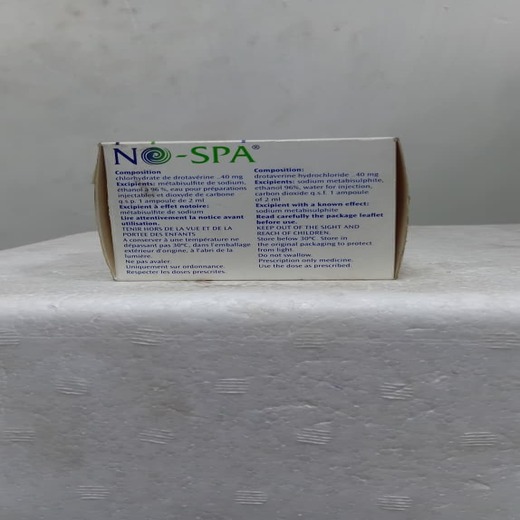 NO-SPA®
Composition
chlorhydrate de drotavérine ..40 mg
Excipients: métabisulfite de sodium,
éthanol à 96 %, eau pour préparations
injectables et dioxyde de carbone
q.s.p. 1 ampoule de 2 ml
Excipient à effet notoire:
métabisulfite de sodium
Lire attentivement la notice avant
utilisation.
TENIR HORS DE LA VUE ET DE LA
PORTEE DES ENFANTS
A conserver à une température ne
dépassant pas 30°C, dans l'emballage
extérieur d'origine, à l'abri de la
lumière.
Ne pas avaler.
Uniquement sur ordonnance.
Respecter les doses prescrites.
Composition:
drotaverine hydrochloride ..40 mg
Excipients: sodium metabisulphite,
ethanol 96%, water for injection,
carbon dioxide q.s.f. 1 ampoule
of 2 ml
Excipient with a known effect:
sodium metabisulphite
Read carefully the package leaflet
before use.
KEEP OUT OF THE SIGHT AND
REACH OF CHILDREN.
Store below 30°C. Store in
the original packaging to protect
from light.
Do not swallow.
Prescription only medicine.
Use the dose as prescribed.